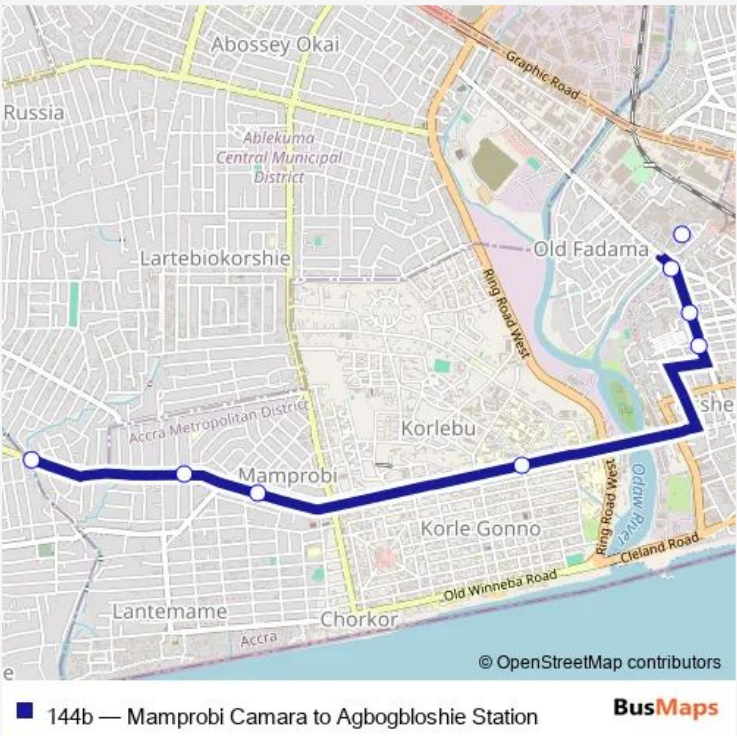 Abossey Okai
Graphic Road
Russia
Ablekuma
Central Municipal
District
Lartebiokorshie
Old Fadama
Ring Road West
Accra Metropolitan District
she
Korlebu
Mamprobi
Ring Road West
Odaw River
Korle Gonno
Cleland Road
Old Winneba Road
Lantemame
Chorkor
Accra
e
© OpenStreetMap contributors
144b — Mamprobi Camara to Agbogbloshie Station
BusMaps